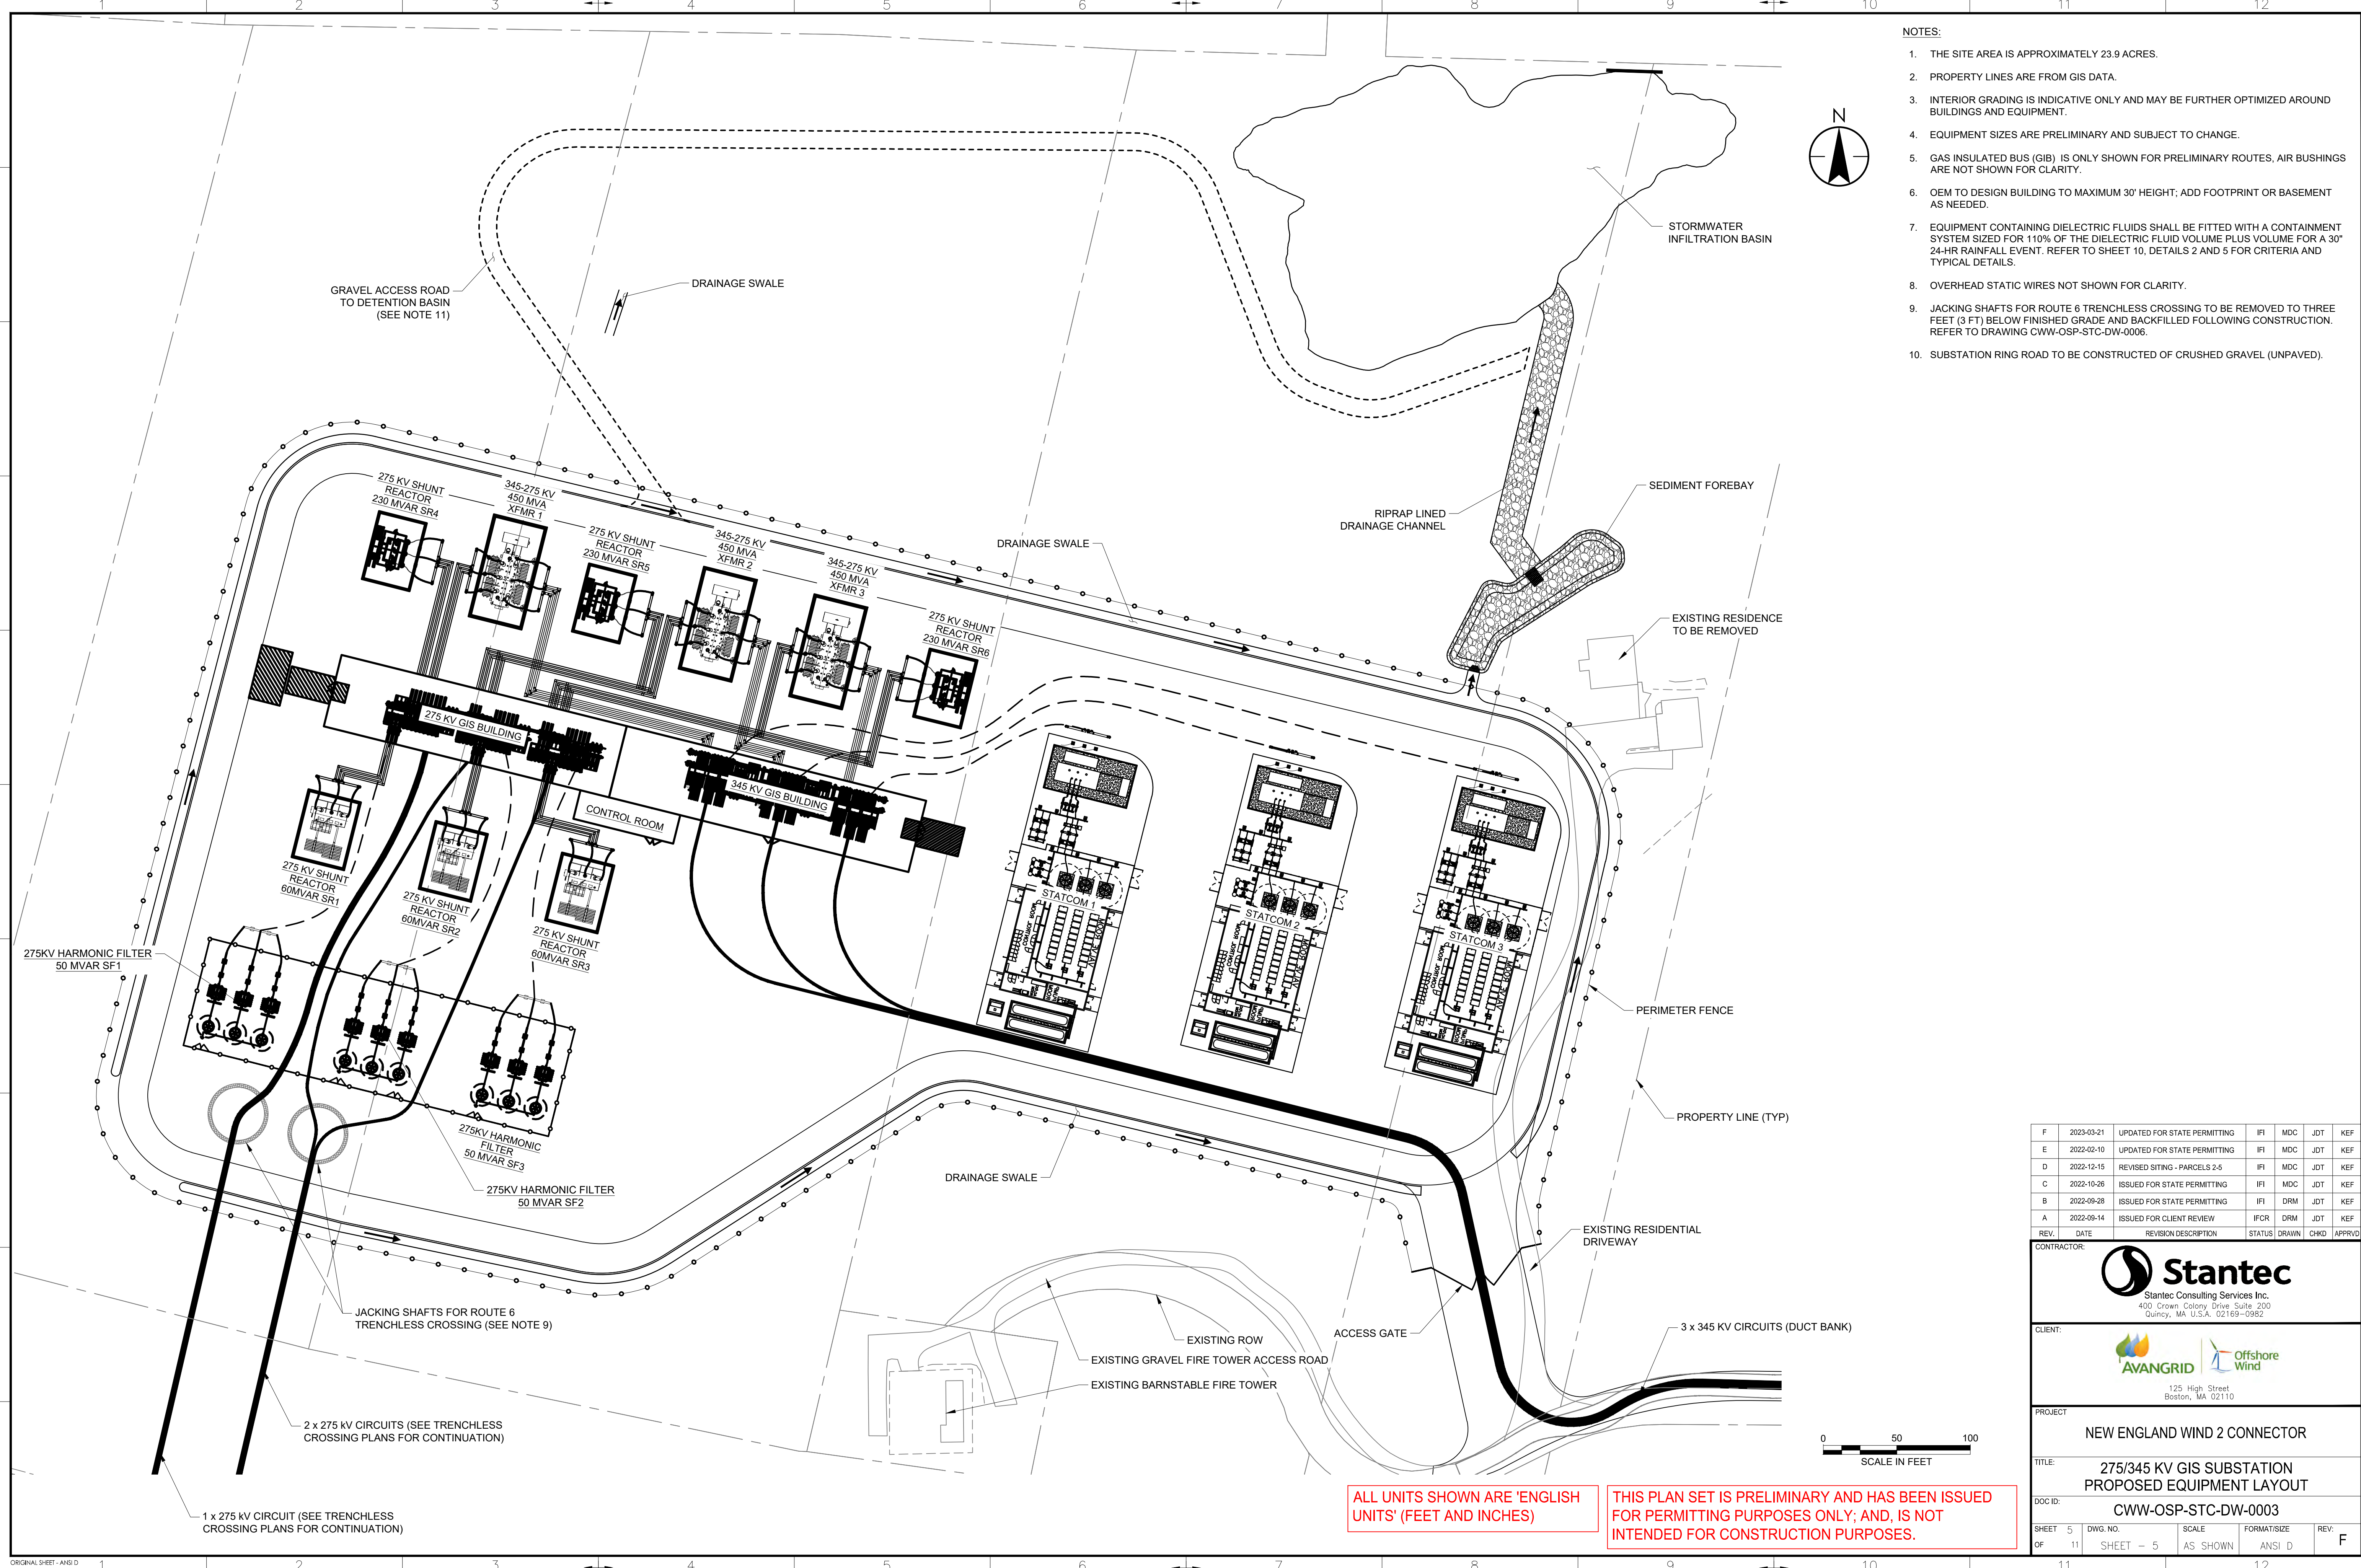 1 2 3 4 5 6 7 8 9 10 11 12
NOTES:
1. THE SITE AREA IS APPROXIMATELY 23.9 ACRES.
2. PROPERTY LINES ARE FROM GIS DATA.
3. INTERIOR GRADING IS INDICATIVE ONLY AND MAY BE FURTHER OPTIMIZED AROUND
BUILDINGS AND EQUIPMENT.
4. EQUIPMENT SIZES ARE PRELIMINARY AND SUBJECT TO CHANGE.
5. GAS INSULATED BUS (GIB) IS ONLY SHOWN FOR PRELIMINARY ROUTES, AIR BUSHINGS
ARE NOT SHOWN FOR CLARITY.
6. OEM TO DESIGN BUILDING TO MAXIMUM 30' HEIGHT; ADD FOOTPRINT OR BASEMENT
AS NEEDED.
7. EQUIPMENT CONTAINING DIELECTRIC FLUIDS SHALL BE FITTED WITH A CONTAINMENT
SYSTEM SIZED FOR 110% OF THE DIELECTRIC FLUID VOLUME PLUS VOLUME FOR A 30"
24-HR RAINFALL EVENT. REFER TO SHEET 10, DETAILS 2 AND 5 FOR CRITERIA AND
TYPICAL DETAILS.
8. OVERHEAD STATIC WIRES NOT SHOWN FOR CLARITY.
9. JACKING SHAFTS FOR ROUTE 6 TRENCHLESS CROSSING TO BE REMOVED TO THREE
FEET (3 FT) BELOW FINISHED GRADE AND BACKFILLED FOLLOWING CONSTRUCTION.
REFER TO DRAWING CWW-OSP-STC-DW-0006.
10. SUBSTATION RING ROAD TO BE CONSTRUCTED OF CRUSHED GRAVEL (UNPAVED).
N
STORMWATER
INFILTRATION BASIN
DRAINAGE SWALE
GRAVEL ACCESS ROAD
TO DETENTION BASIN
(SEE NOTE 11)
275 KV SHUNT
REACTOR
230 MVAR SR4
345-275 KV
450 MVA
XFMR 1
275 KV SHUNT
REACTOR
230 MVAR SR5
345-275 KV
450 MVA
XFMR 2
345-275 KV
450 MVA
XFMR 3
275 KV SHUNT
REACTOR
230 MVAR SR6
DRAINAGE SWALE
RIPRAP LINED
DRAINAGE CHANNEL
SEDIMENT FOREBAY
EXISTING RESIDENCE
TO BE REMOVED
275 KV GIS BUILDING
345 KV GIS BUILDING
CONTROL ROOM
275 KV SHUNT
REACTOR
60MVAR SR1
275 KV SHUNT
REACTOR
60MVAR SR2
275 KV SHUNT
REACTOR
60MVAR SR3
STATCOM 1
STATCOM 2
STATCOM 3
275KV HARMONIC FILTER
50 MVAR SF1
PERIMETER FENCE
PROPERTY LINE (TYP)
275KV HARMONIC
FILTER
50 MVAR SF3
275KV HARMONIC FILTER
50 MVAR SF2
DRAINAGE SWALE
EXISTING RESIDENTIAL
DRIVEWAY
JACKING SHAFTS FOR ROUTE 6
TRENCHLESS CROSSING (SEE NOTE 9)
EXISTING ROW
ACCESS GATE
3 x 345 KV CIRCUITS (DUCT BANK)
EXISTING GRAVEL FIRE TOWER ACCESS ROAD
EXISTING BARNSTABLE FIRE TOWER
2 x 275 kV CIRCUITS (SEE TRENCHLESS
CROSSING PLANS FOR CONTINUATION)
1 x 275 kV CIRCUIT (SEE TRENCHLESS
CROSSING PLANS FOR CONTINUATION)
0 50 100
SCALE IN FEET
ALL UNITS SHOWN ARE 'ENGLISH
UNITS' (FEET AND INCHES)
THIS PLAN SET IS PRELIMINARY AND HAS BEEN ISSUED
FOR PERMITTING PURPOSES ONLY; AND, IS NOT
INTENDED FOR CONSTRUCTION PURPOSES.
F 2023-03-21 UPDATED FOR STATE PERMITTING IFI MDC JDT KEF
E 2022-02-10 UPDATED FOR STATE PERMITTING IFI MDC JDT KEF
D 2022-12-15 REVISED SITING - PARCELS 2-5 IFI MDC JDT KEF
C 2022-10-26 ISSUED FOR STATE PERMITTING IFI MDC JDT KEF
B 2022-09-28 ISSUED FOR STATE PERMITTING IFI DRM JDT KEF
A 2022-09-14 ISSUED FOR CLIENT REVIEW IFCR DRM JDT KEF
REV. DATE REVISION DESCRIPTION STATUS DRAWN CHKD APPRVD
CONTRACTOR:
Stantec
Stantec Consulting Services Inc.
400 Crown Colony Drive Suite 200
Quincy, MA U.S.A. 02169-0982
CLIENT:
AVANGRID Offshore
Wind
125 High Street
Boston, MA 02110
PROJECT
NEW ENGLAND WIND 2 CONNECTOR
TITLE:
275/345 KV GIS SUBSTATION
PROPOSED EQUIPMENT LAYOUT
DOC ID:
CWW-OSP-STC-DW-0003
SHEET 5 DWG. NO. SCALE FORMAT/SIZE REV:
OF 11 SHEET - 5 AS SHOWN ANSI D F
ORIGINAL SHEET - ANSI D
1 2 3 4 5 6 7 8 9 10 11 12